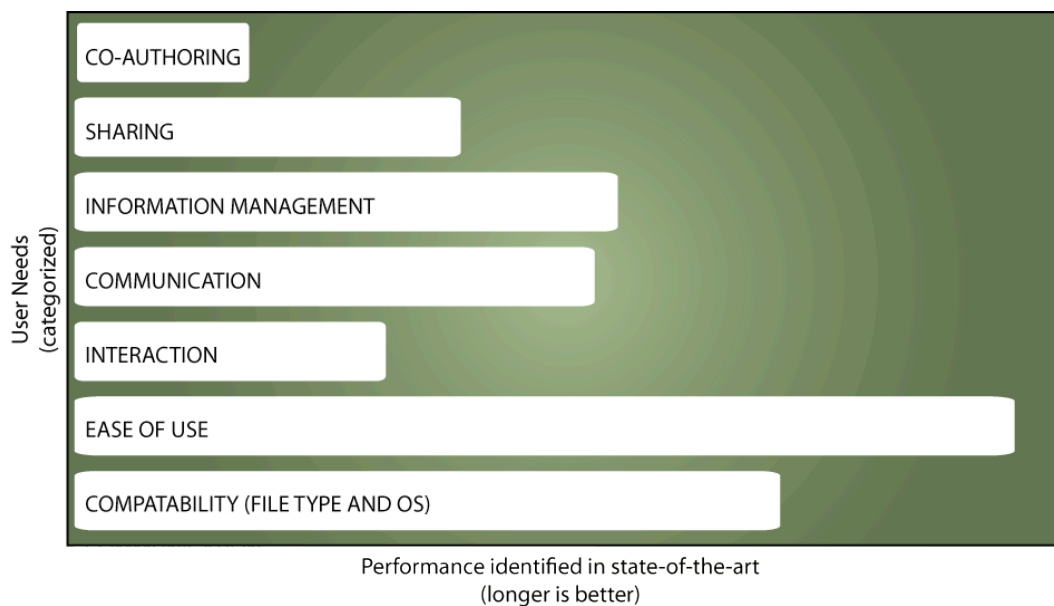 CO-AUTHORING
SHARING
INFORMATION MANAGEMENT
COMMUNICATION
INTERACTION
EASE OF USE
COMPATABILITY (FILE TYPE AND OS)
User Needs
(categorized)
Performance identified in state-of-the-art
(longer is better)